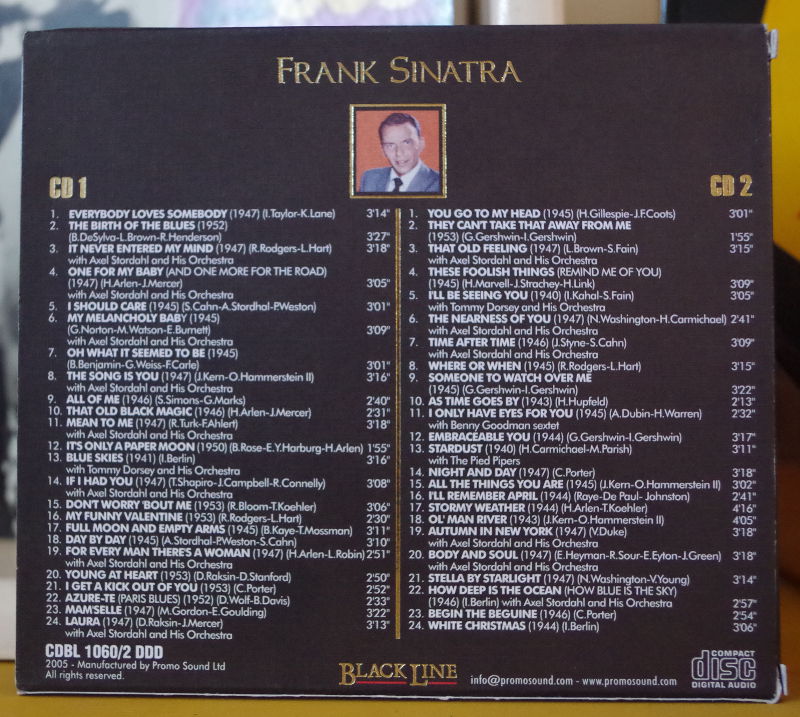 FRANK SINATRA
CD 1
1. EVERYBODY LOVES SOMEBODY (1947) (I.Taylor-K.Lane) 3'14"
2. THE BIRTH OF THE BLUES (1952)
(B.DeSylva-L.Brown-R.Henderson) 3'27"
3. IT NEVER ENTERED MY MIND (1947) (R.Rodgers-L.Hart) 3'18"
with Axel Stordahl and His Orchestra
4. ONE FOR MY BABY (AND ONE MORE FOR THE ROAD)
(1947) (H.Arlen-J.Mercer) 3'05"
with Axel Stordahl and His Orchestra
5. I SHOULD CARE (1945) (S.Cahn-A.Stordhal-P.Weston) 3'01"
6. MY MELANCHOLY BABY (1945)
(G.Norton-M.Watson-E.Burnett) 3'09"
with Axel Stordahl and His Orchestra
7. OH WHAT IT SEEMED TO BE (1945)
(B.Benjamin-G.Weiss-F.Carle) 3'01"
8. THE SONG IS YOU (1947) (J.Kern-O.Hammerstein II) 3'16"
with Axel Stordahl and His Orchestra
9. ALL OF ME (1946) (S.Simons-G.Marks) 2'40"
10. THAT OLD BLACK MAGIC (1946) (H.Arlen-J.Mercer) 2'31"
11. MEAN TO ME (1947) (R.Turk-F.Ahlert) 3'18"
with Axel Stordahl and His Orchestra
12. IT'S ONLY A PAPER MOON (1950) (B.Rose-E.Y.Harburg-H.Arlen) 1'55"
13. BLUE SKIES (1941) (I.Berlin) 3'16"
with Tommy Dorsey and His Orchestra
14. IF I HAD YOU (1947) (T.Shapiro-J.Campbell-R.Connelly) 3'08"
with Axel Stordahl and His Orchestra
15. DON'T WORRY 'BOUT ME (1953) (R.Bloom-T.Koehler) 3'06"
16. MY FUNNY VALENTINE (1953) (R.Rodgers-L.Hart) 2'30"
17. FULL MOON AND EMPTY ARMS (1945) (B.Kaye-T.Mossman) 3'11"
18. DAY BY DAY (1945) (A.Stordhal-P.Weston-S.Cahn) 3'10"
19. FOR EVERY MAN THERE'S A WOMAN (1947) (H.Arlen-L.Robin) 2'51"
with Axel Stordahl and His Orchestra
20. YOUNG AT HEART (1953) (D.Raksin-D.Stanford) 2'50"
21. I GET A KICK OUT OF YOU (1953) (C.Porter) 2'52"
22. AZURE-TE (PARIS BLUES) (1952) (D.Wolf-B.Davis) 2'33"
23. MAM'SELLE (1947) (M.Gordon-E.Goulding) 3'22"
24. LAURA (1947) (D.Raksin-J.Mercer) 3'13"
with Axel Stordahl and His Orchestra
CD 2
1. YOU GO TO MY HEAD (1945) (H.Gillespie-J.F.Coots) 3'01"
2. THEY CAN'T TAKE THAT AWAY FROM ME
(1953) (G.Gershwin-I.Gershwin) 1'55"
3. THAT OLD FEELING (1947) (L.Brown-S.Fain) 3'15"
with Axel Stordahl and His Orchestra
4. THESE FOOLISH THINGS (REMIND ME OF YOU)
(1945) (H.Marvell-J.Strachey-H.Link) 3'09"
5. I'LL BE SEEING YOU (1940) (I.Kahal-S.Fain) 3'05"
with Tommy Dorsey and His Orchestra
6. THE NEARNESS OF YOU (1947) (N.Washington-H.Carmichael) 2'41"
with Axel Stordahl and His Orchestra
7. TIME AFTER TIME (1946) (J.Styne-S.Cahn) 3'09"
with Axel Stordahl and His Orchestra
8. WHERE OR WHEN (1945) (R.Rodgers-L.Hart) 3'15"
9. SOMEONE TO WATCH OVER ME
(1945) (G.Gershwin-I.Gershwin) 3'22"
10. AS TIME GOES BY (1943) (H.Hupfeld) 2'13"
11. I ONLY HAVE EYES FOR YOU (1945) (A.Dubin-H.Warren) 2'32"
with Benny Goodman sextet
12. EMBRACEABLE YOU (1944) (G.Gershwin-I.Gershwin) 3'17"
13. STARDUST (1940) (H.Carmichael-M.Parish) 3'11"
with The Pied Pipers
14. NIGHT AND DAY (1947) (C.Porter) 3'18"
15. ALL THE THINGS YOU ARE (1945) (J.Kern-O.Hammerstein II) 3'02"
16. I'LL REMEMBER APRIL (1944) (Raye-De Paul- Johnston) 2'41"
17. STORMY WEATHER (1944) (H.Arlen-T.Koehler) 4'16"
18. OL' MAN RIVER (1943) (J.Kern-O.Hammerstein II) 4'05"
19. AUTUMN IN NEW YORK (1947) (V.Duke) 3'18"
with Axel Stordahl and His Orchestra
20. BODY AND SOUL (1947) (E.Heyman-R.Sour-E.Eyton-J.Green) 3'18"
with Axel Stordahl and His Orchestra
21. STELLA BY STARLIGHT (1947) (N.Washington-V.Young) 3'14"
22. HOW DEEP IS THE OCEAN (HOW BLUE IS THE SKY)
(1946) (I.Berlin) with Axel Stordahl and His Orchestra 2'57"
23. BEGIN THE BEGUINE (1946) (C.Porter) 2'54"
24. WHITE CHRISTMAS (1944) (I.Berlin) 3'06"
CDBL 1060/2 DDD
2005 - Manufactured by Promo Sound Ltd
All rights reserved.
BLACK LINE
info@promosound.com - www.promosound.com
COMPACT
disc
DIGITAL AUDIO